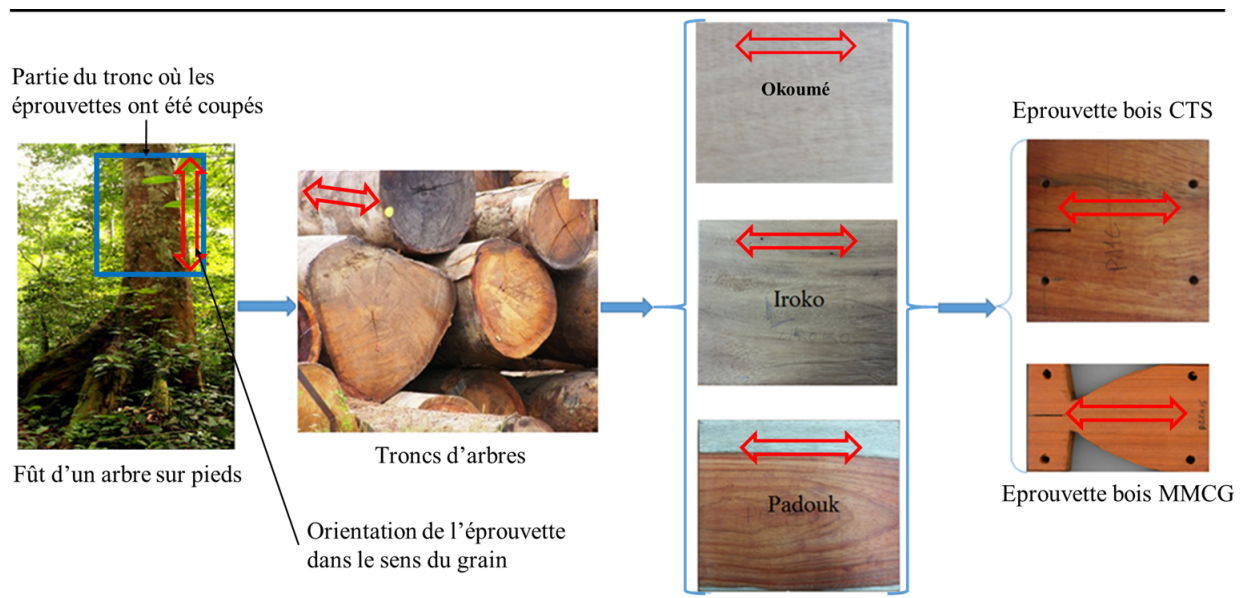 Partie du tronc où les
éprouvettes ont été coupés
Fût d’un arbre sur pieds
Troncs d’arbres
Orientation de l’éprouvette
dans le sens du grain
Okoumé
Iroko
Padouk
Eprouvette bois CTS
Eprouvette bois MMCG